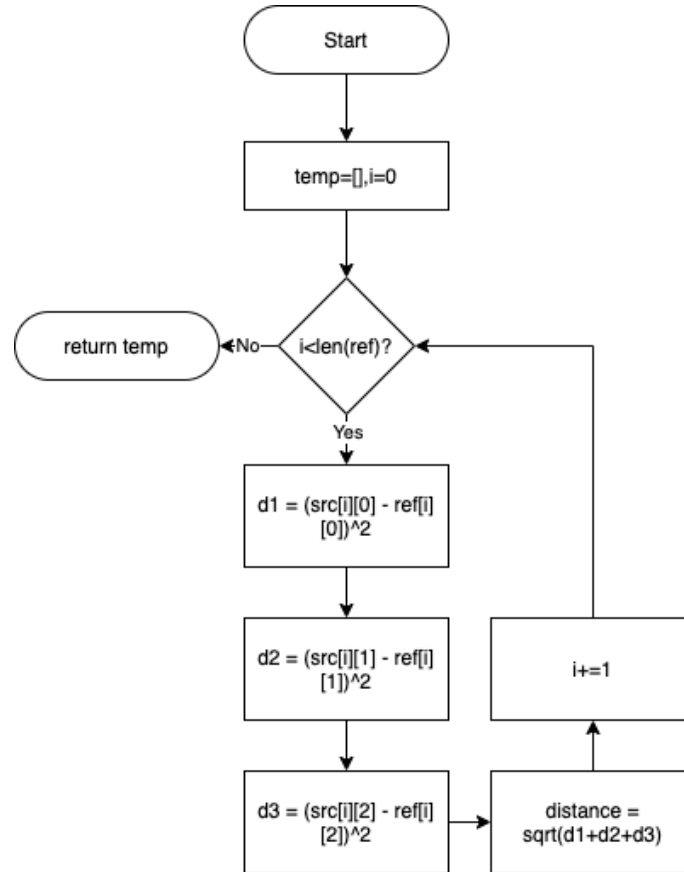 Start
temp=[],i=0
i<len(ref)?
No
return temp
Yes
d1 = (src[i][0] - ref[i]
[0])^2
d2 = (src[i][1] - ref[i]
[1])^2
d3 = (src[i][2] - ref[i]
[2])^2
distance =
sqrt(d1+d2+d3)
i+=1